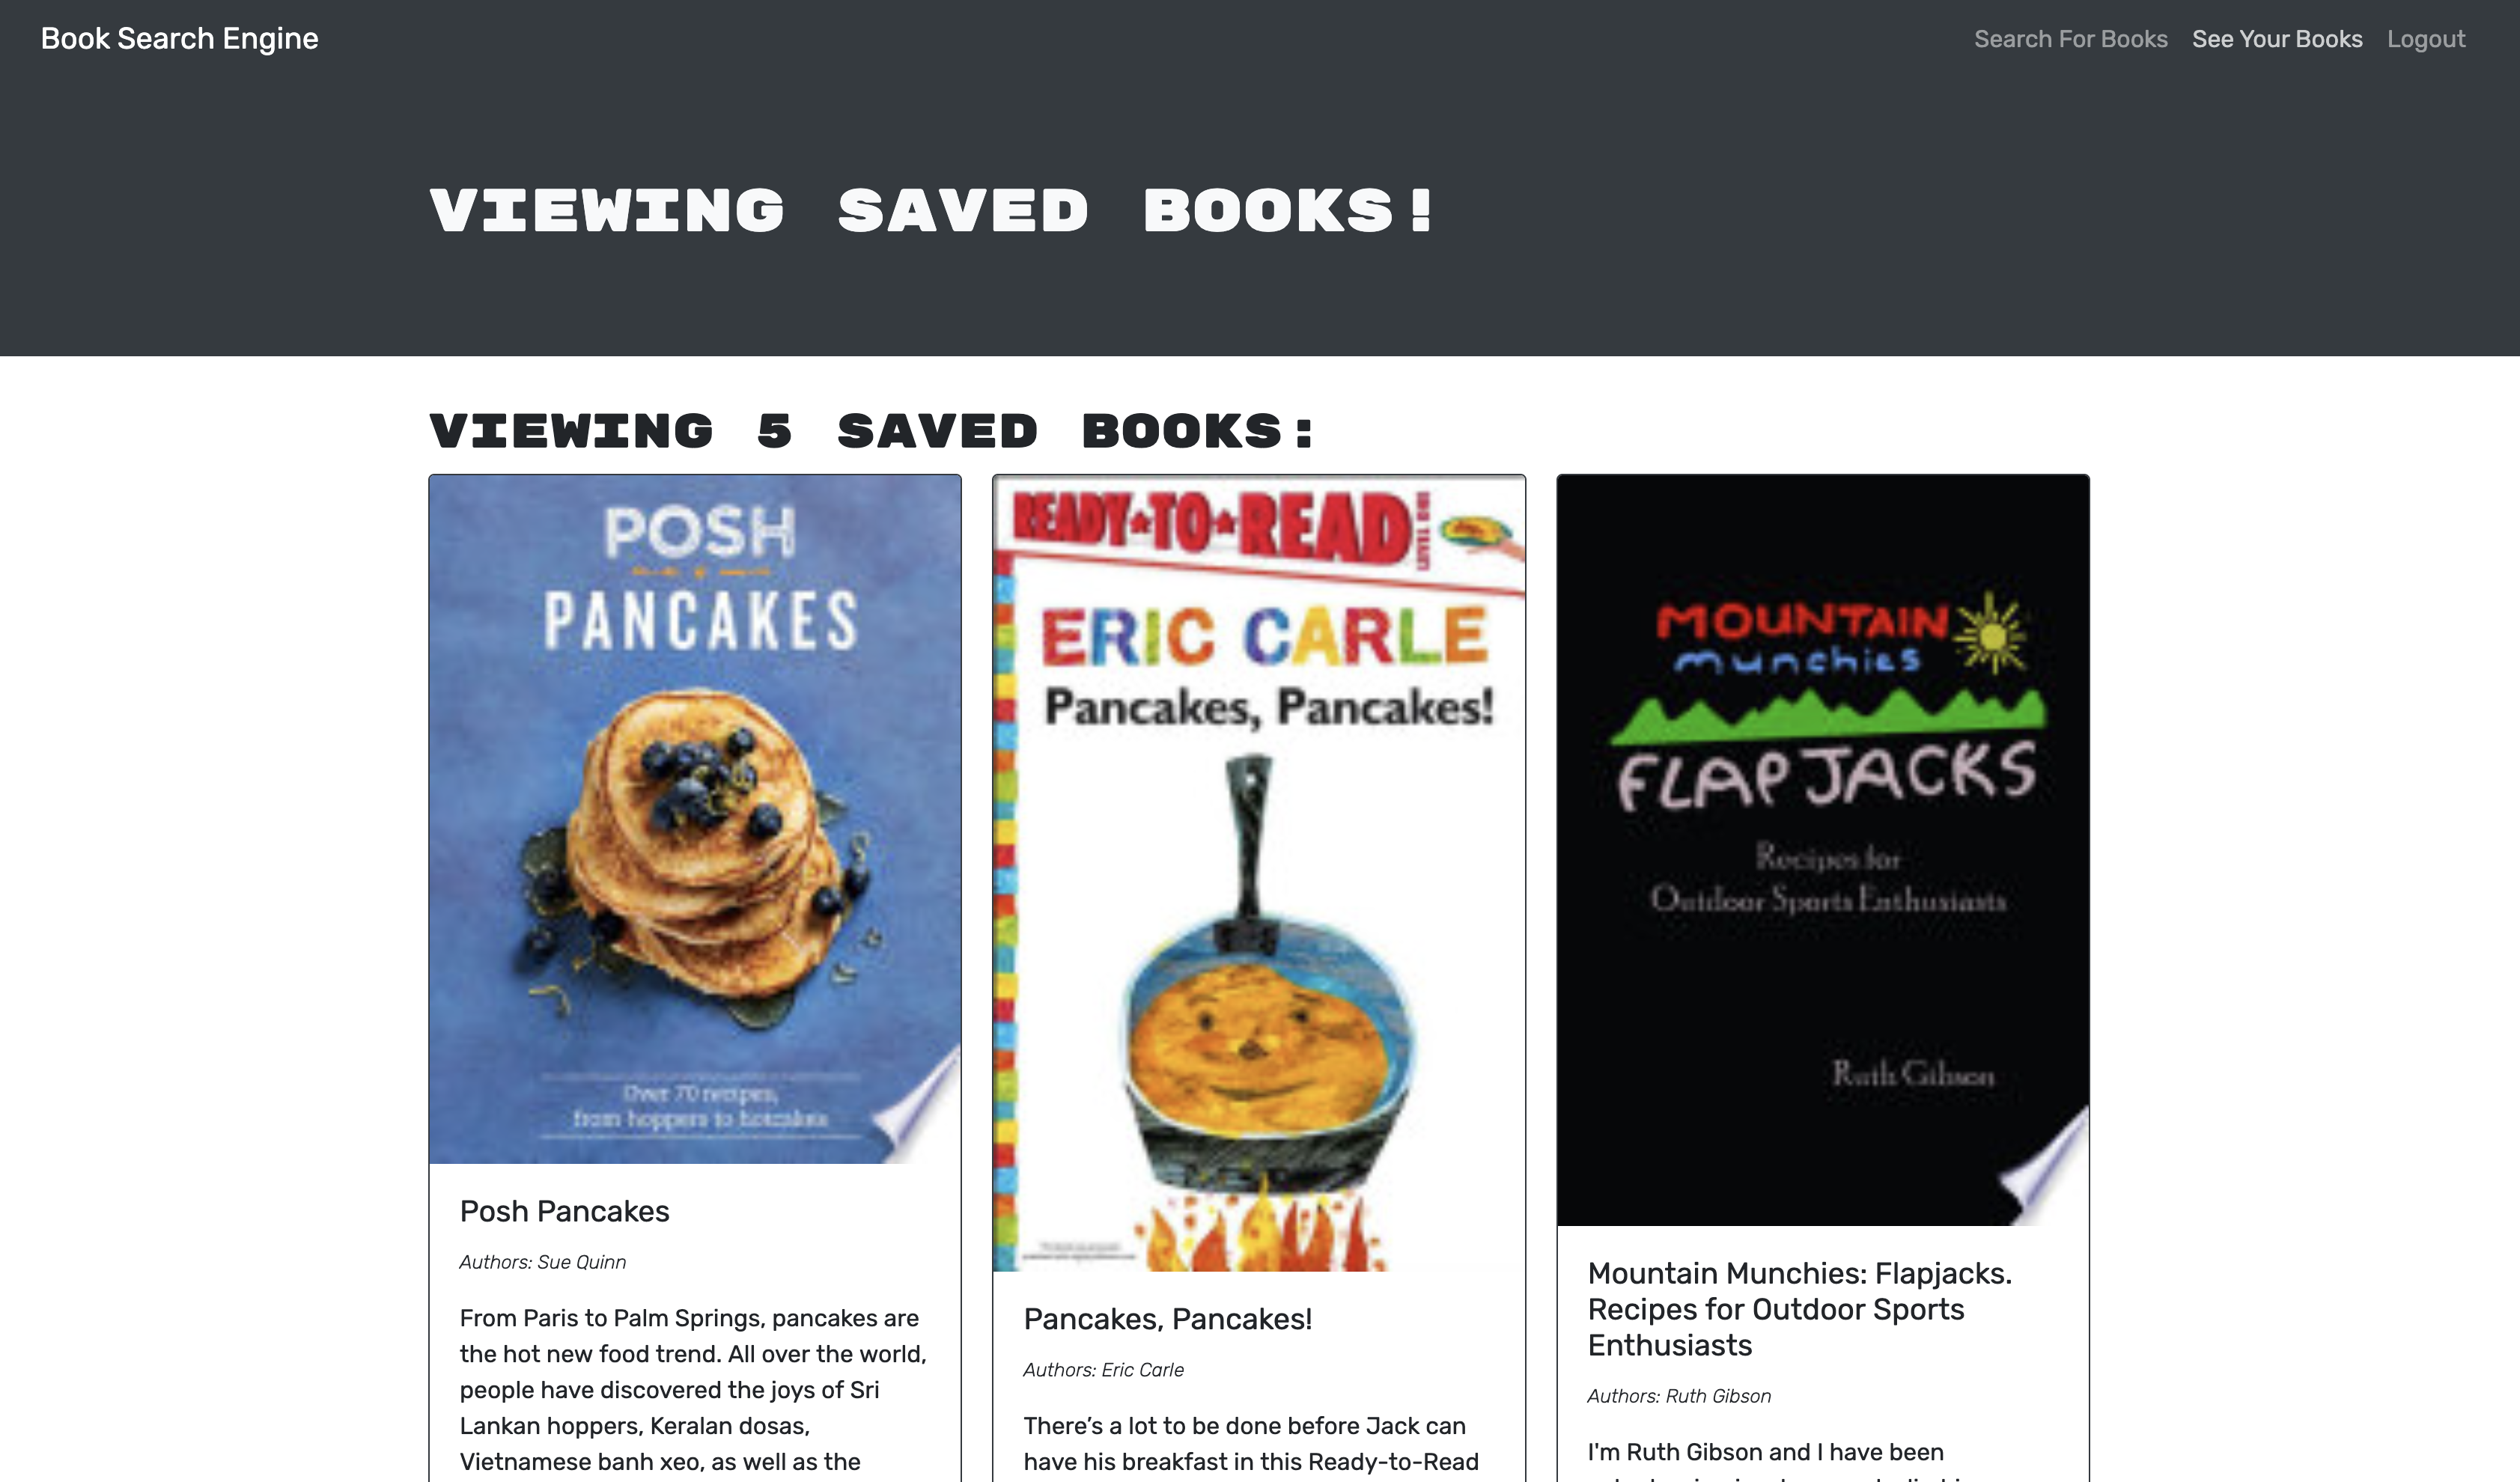 Book Search Engine
Search For Books See Your Books Logout
VIEWING SAVED BOOKS!
VIEWING 5 SAVED BOOKS:
POSH
PANCAKES
Over 70 recipes,
from hoppers to hotcakes
Posh Pancakes
Authors: Sue Quinn
From Paris to Palm Springs, pancakes are
the hot new food trend. All over the world,
people have discovered the joys of Sri
Lankan hoppers, Keralan dosas,
Vietnamese banh xeo, as well as the
READY★TO★READ
ERIC CARLE
Pancakes, Pancakes!
Pancakes, Pancakes!
Authors: Eric Carle
There’s a lot to be done before Jack can
have his breakfast in this Ready-to-Read
MOUNTAIN
munchies
FLAPJACKS
Recipes for
Outdoor Sports Enthusiasts
Ruth Gibson
Mountain Munchies: Flapjacks.
Recipes for Outdoor Sports
Enthusiasts
Authors: Ruth Gibson
I'm Ruth Gibson and I have been